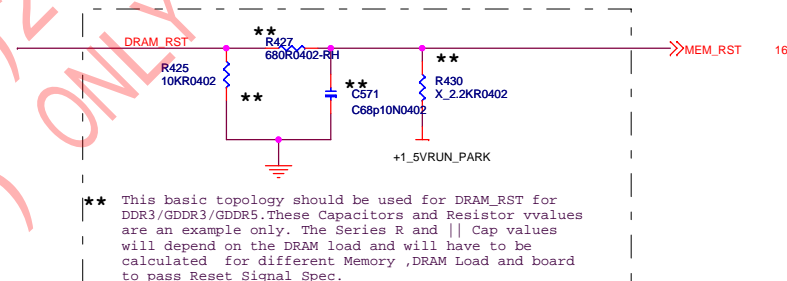 DRAM_RST
**
R427
680R0402-RH
MEM_RST
16
R425
10KR0402
**
**
C571
C68p10N0402
**
R430
X_2.2KR0402
+1_5VRUN_PARK
** This basic topology should be used for DRAM_RST for
DDR3/GDDR3/GDDR5.These Capacitors and Resistor vvalues
are an example only. The Series R and || Cap values
will depend on the DRAM load and will have to be
calculated for different Memory ,DRAM Load and board
to pass Reset Signal Spec.
ONLY